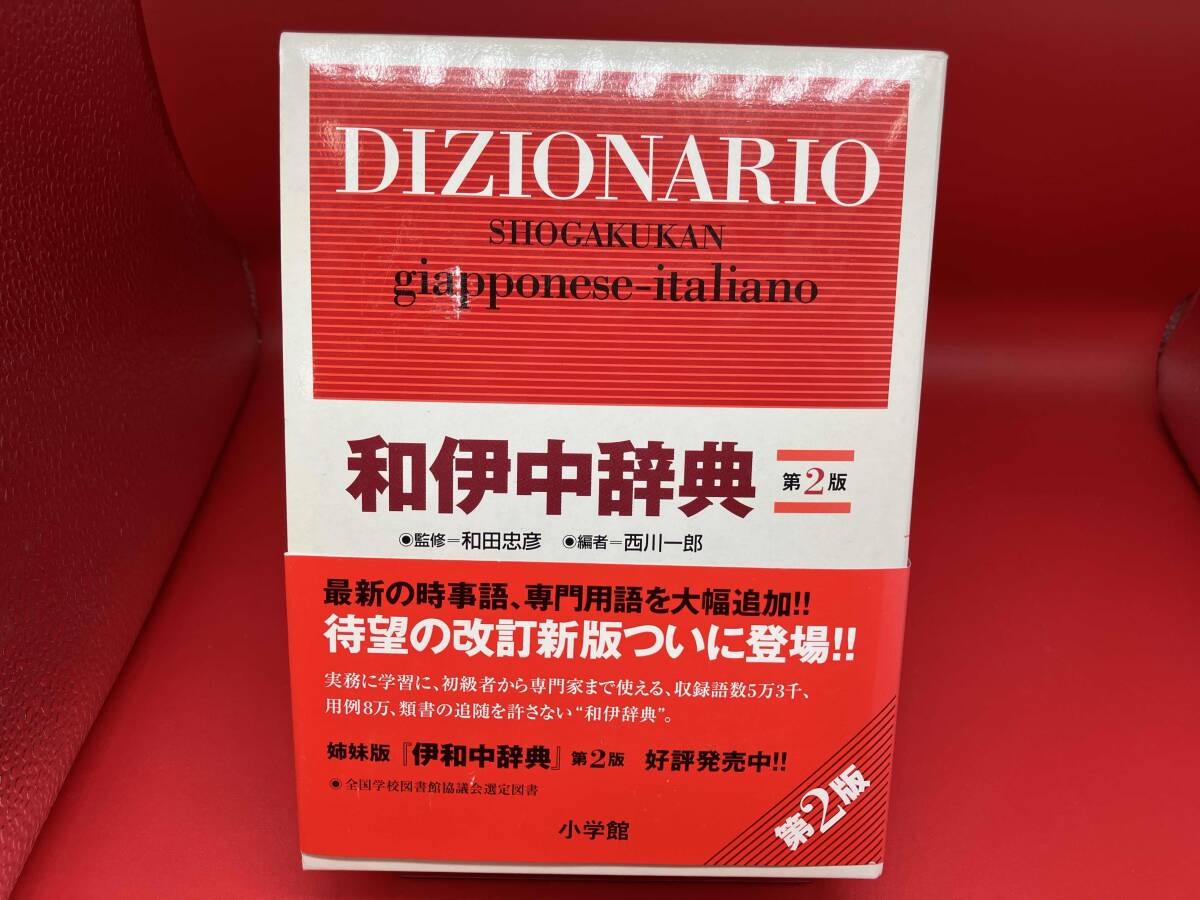 DIZIONARIO
SHOGAKUKAN
giapponese-italiano
和伊中辞典 第2版
◉監修=和田忠彦 ◉編者=西川一郎
最新の時事語、専門用語を大幅追加!!
待望の改訂新版ついに登場!!
実務に学習に、初級者から専門家まで使える、収録語数5万3千、
用例8万、類書の追随を許さない“和伊辞典”。
姉妹版『伊和中辞典』第2版 好評発売中!!
◉全国学校図書館協議会選定図書
小学館
第2版